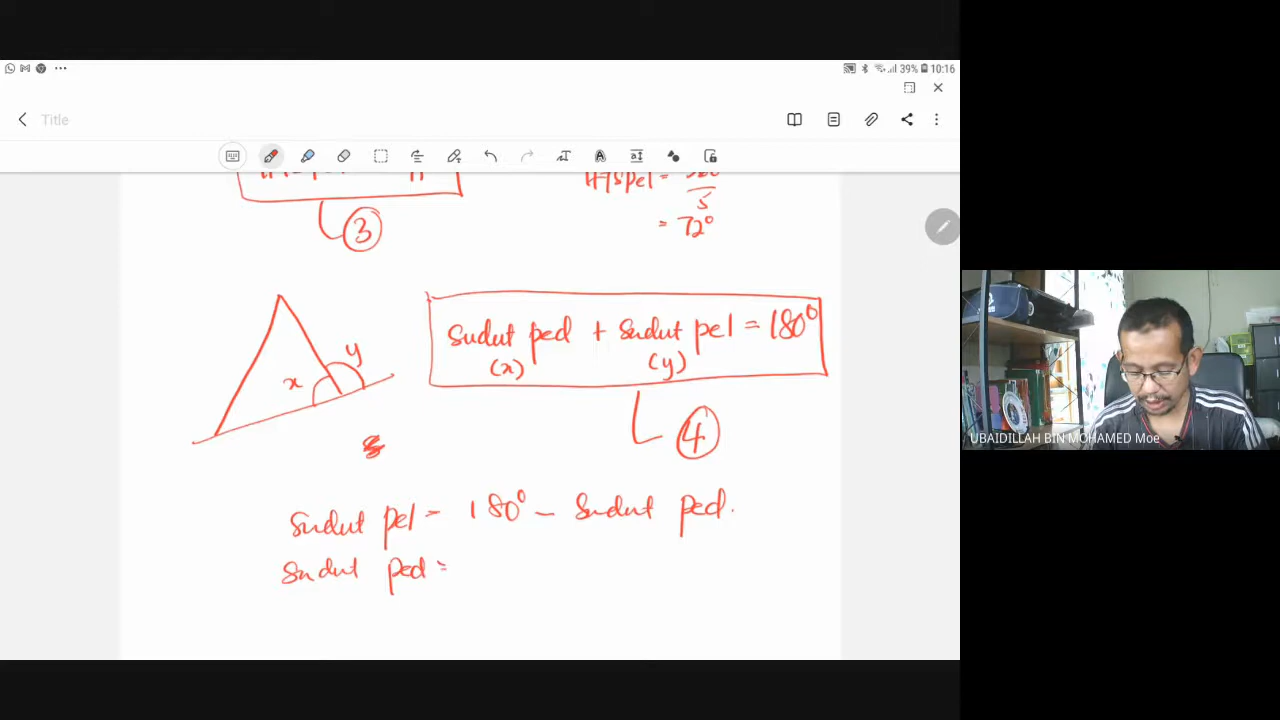 39% 10:16
Title
= 5
= 72°
3
sudut ped + sudut pel = 180°
(x) (y)
y
x
4
UBAIDILLAH BIN MOHAMED Moe
sudut pel = 180° – sudut ped.
sudut ped =